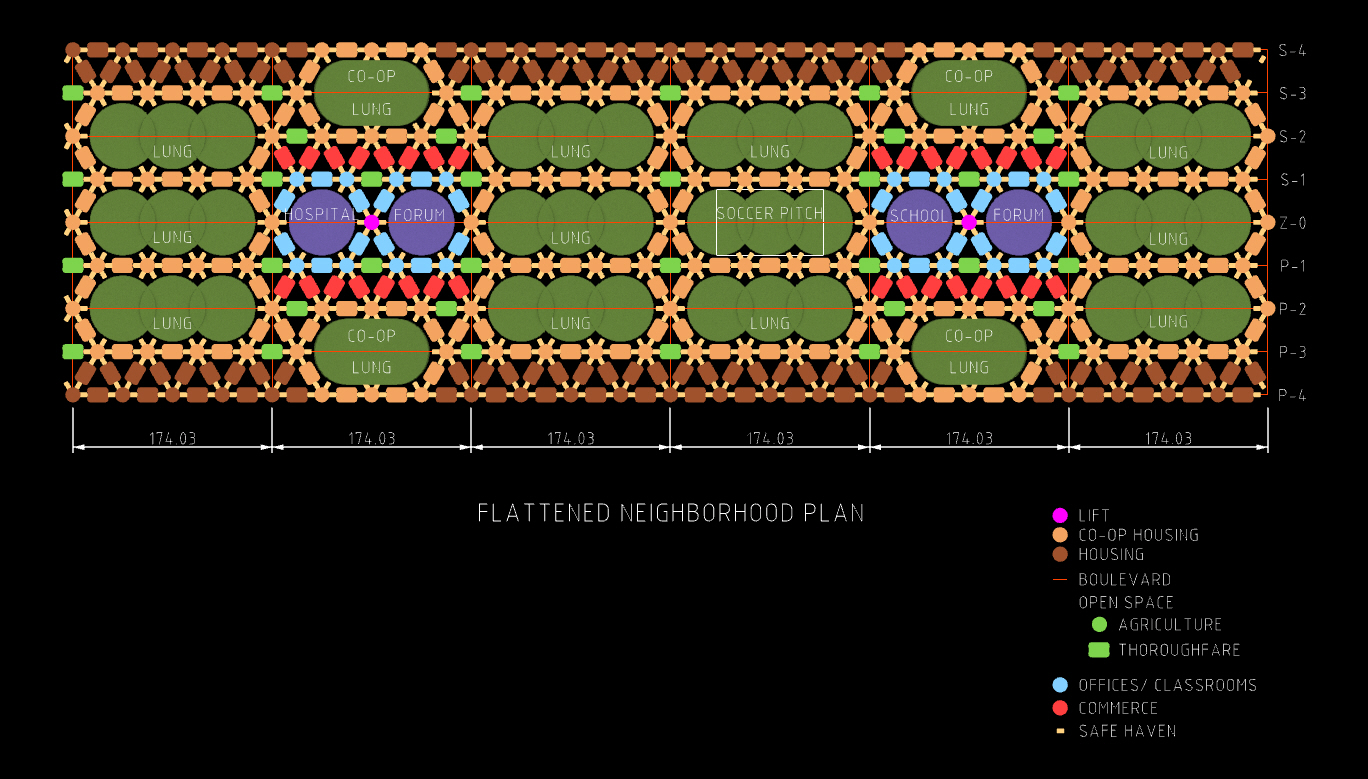 S-4
CO-OP CO-OP
S-3
LUNG LUNG
S-2
LUNG LUNG LUNG LUNG
S-1
HOSPITAL FORUM SOCCER PITCH SCHOOL FORUM
Z-0
LUNG LUNG LUNG
P-1
P-2
LUNG LUNG LUNG LUNG
CO-OP CO-OP
P-3
LUNG LUNG
P-4
174.03 174.03 174.03 174.03 174.03 174.03
FLATTENED NEIGHBORHOOD PLAN
LIFT
CO-OP HOUSING
HOUSING
BOULEVARD
OPEN SPACE
AGRICULTURE
THOROUGHFARE
OFFICES/ CLASSROOMS
COMMERCE
SAFE HAVEN